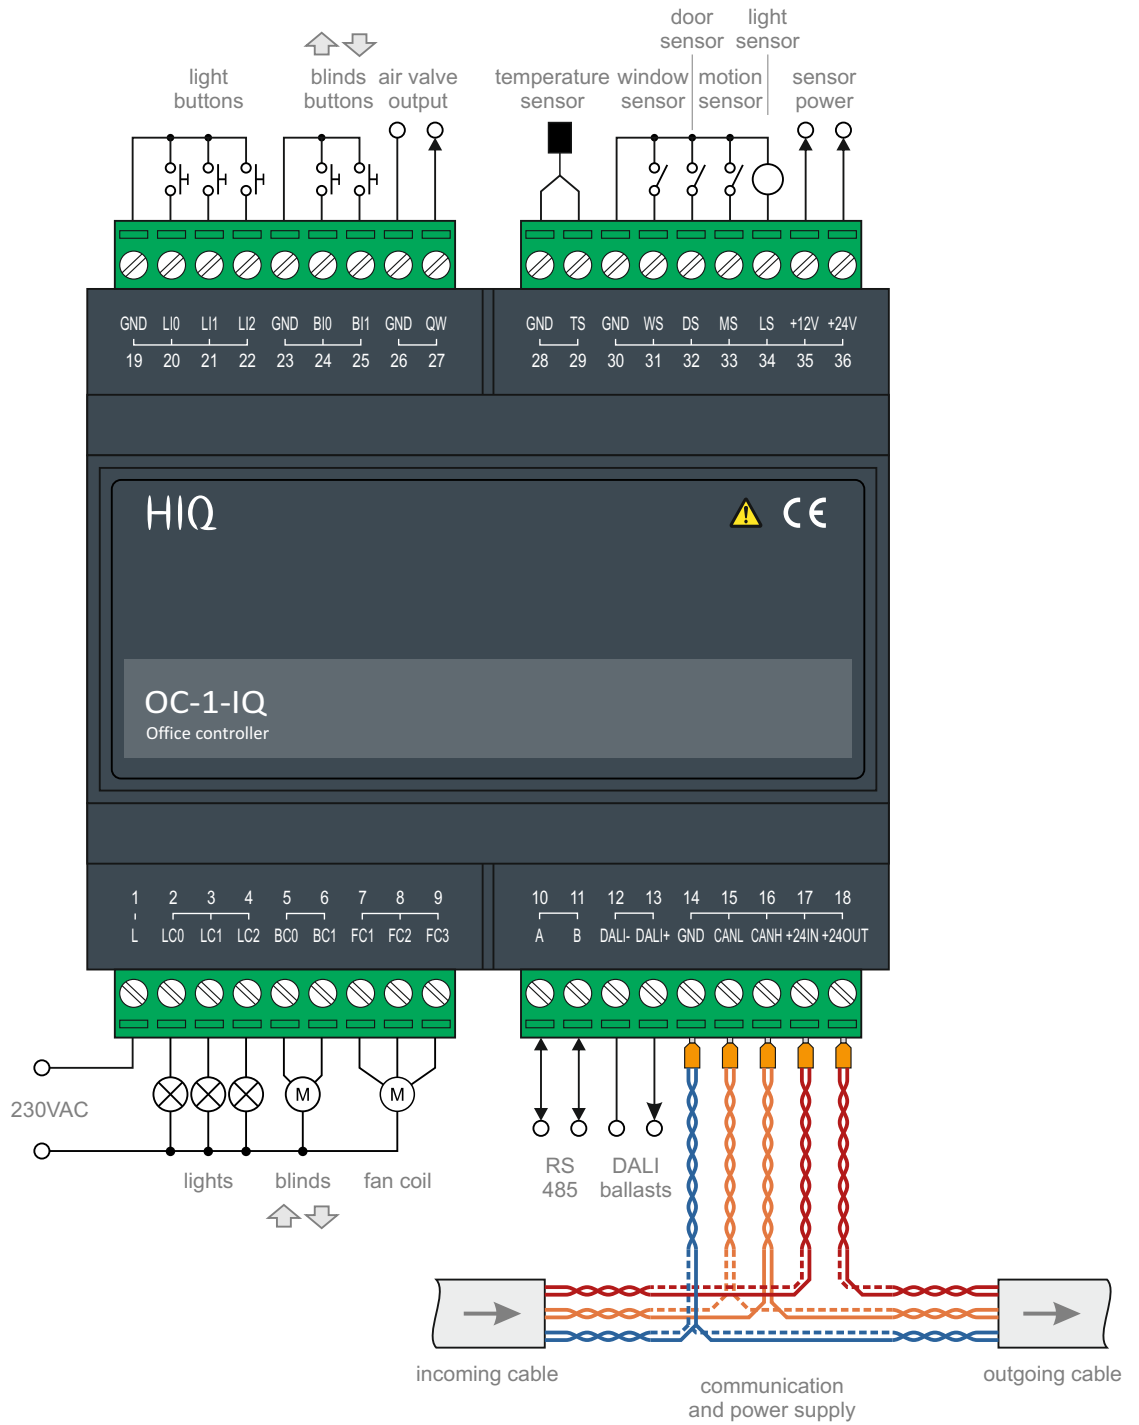 door light
sensor sensor
light blinds air valve temperature window motion sensor
buttons buttons output sensor sensor sensor power
GND LI0 LI1 LI2 GND BI0 BI1 GND QW GND TS GND WS DS MS LS +12V +24V
19 20 21 22 23 24 25 26 27 28 29 30 31 32 33 34 35 36
HIQ CE
OC-1-IQ
Office controller
1 2 3 4 5 6 7 8 9 10 11 12 13 14 15 16 17 18
L LC0 LC1 LC2 BC0 BC1 FC1 FC2 FC3 A B DALI- DALI+ GND CANL CANH +24IN +24OUT
M M
230VAC
lights blinds fan coil RS DALI
485 ballasts
incoming cable outgoing cable
communication
and power supply